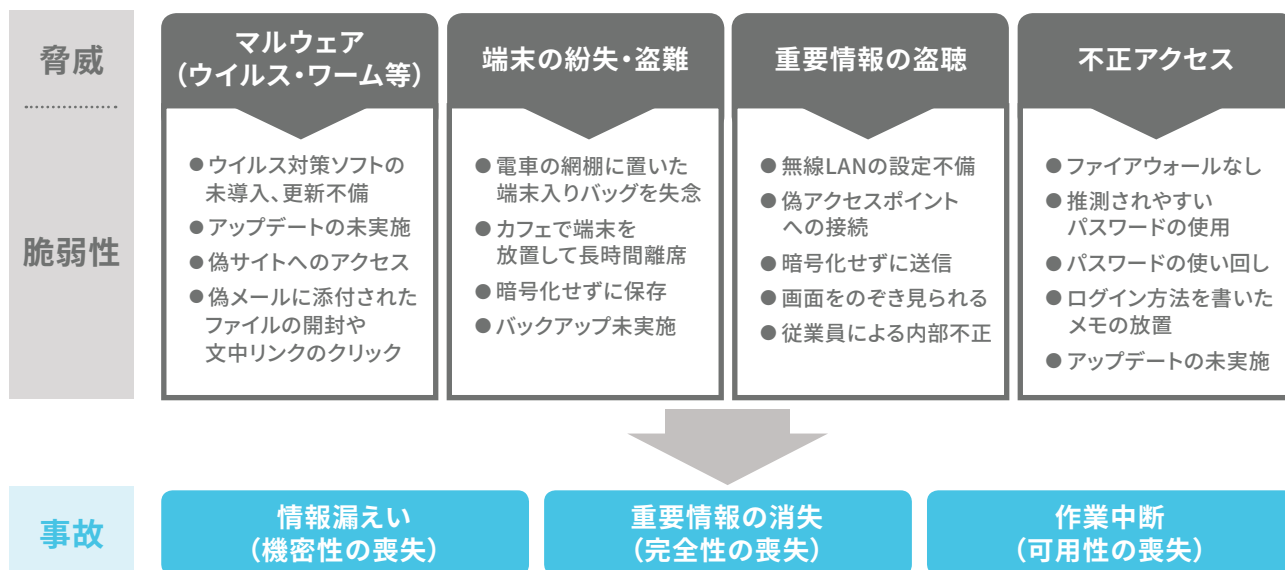 脅威
マルウェア
（ウイルス・ワーム等）
端末の紛失・盗難
重要情報の盗聴
不正アクセス
脆弱性
●ウイルス対策ソフトの
未導入、更新不備
●アップデートの未実施
●偽サイトへのアクセス
●偽メールに添付された
ファイルの開封や
文中リンクのクリック
●電車の網棚に置いた
端末入りバッグを失念
●カフェで端末を
放置して長時間離席
●暗号化せずに保存
●バックアップ未実施
●無線LANの設定不備
●偽アクセスポイント
への接続
●暗号化せずに送信
●画面をのぞき見られる
●従業員による内部不正
●ファイアウォールなし
●推測されやすい
パスワードの使用
●パスワードの使い回し
●ログイン方法を書いた
メモの放置
●アップデートの未実施
事故
情報漏えい
（機密性の喪失）
重要情報の消失
（完全性の喪失）
作業中断
（可用性の喪失）